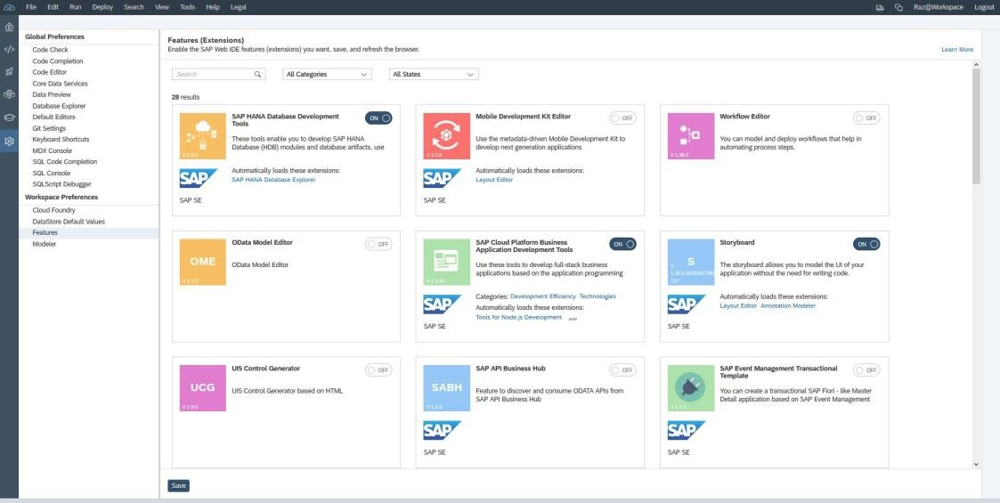 File Edit Run Deploy Search View Tools Help Legal Raz@Workspace Logout
Global Preferences
Code Check
Code Completion
Code Editor
Core Data Services
Data Preview
Database Explorer
Default Editors
Git Settings
Keyboard Shortcuts
MDX Console
SQL Code Completion
SQL Console
SQLScript Debugger
Workspace Preferences
Cloud Foundry
DataStore Default Values
Features
Modeler
Features (Extensions)
Enable the SAP Web IDE features (extensions) you want, save, and refresh the browser.
Learn More
Search All Categories All States
28 results
SAP HANA Database Development
Tools
ON
These tools enable you to develop SAP HANA
Database (HDB) modules and database artifacts, use
V 1.0.0
Automatically loads these extensions:
SAP HANA Database Explorer
SAP
SAP SE
Mobile Development Kit Editor
OFF
Use the metadata-driven Mobile Development Kit to
develop next generation applications
Automatically loads these extensions:
Layout Editor
SAP
SAP SE
Workflow Editor
OFF
You can model and deploy workflows that help in
automating process steps.
OData Model Editor
OFF
OME
OData Model Editor
SAP Cloud Platform Business
Application Development Tools
ON
Use these tools to develop full-stack business
applications based on the application programming
Categories: Development Efficiency Technologies
Automatically loads these extensions:
Tools for Node.js Development
SAP
SAP SE
Storyboard
ON
S
The storyboard allows you to model the UI of your
application without the need for writing code.
Automatically loads these extensions:
Layout Editor Annotation Modeler
SAP
SAP SE
UI5 Control Generator
OFF
UCG
UI5 Control Generator based on HTML
V 1.0.0
SAP API Business Hub
OFF
SABH
Feature to discover and consume ODATA APIs from
SAP API Business Hub
SAP
SAP SE
SAP Event Management Transactional
Template
OFF
You can create a transactional SAP Fiori - like Master
Detail application based on SAP Event Management
SAP
SAP SE
Save